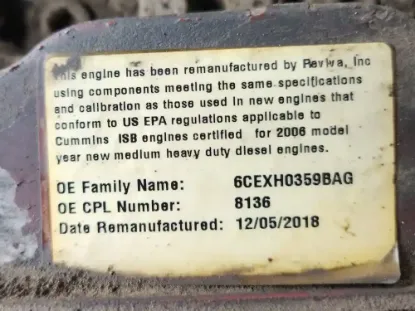 This engine has been remanufactured by Reviva, Inc
using components meeting the same specifications
and calibration as those used in new engines that
conform to US EPA regulations applicable to
Cummins ISB engines certified for 2006 model
year new medium heavy duty diesel engines.
OE Family Name: 6CEXH0359BAG
OE CPL Number: 8136
Date Remanufactured: 12/05/2018